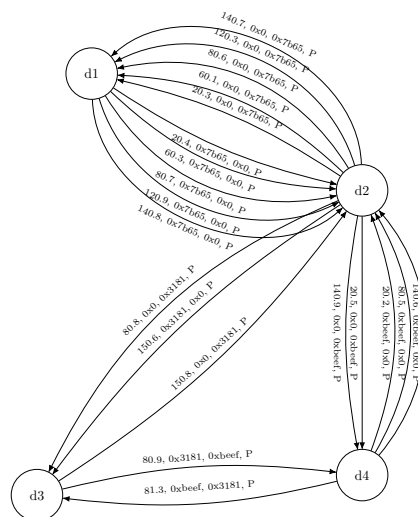 140.7, 0x0, 0x7b65, P
120.3, 0x0, 0x7b65, P
80.6, 0x0, 0x7b65, P
60.1, 0x0, 0x7b65, P
20.3, 0x0, 0x7b65, P
d1
20.4, 0x7b65, 0x0, P
60.3, 0x7b65, 0x0, P
80.7, 0x7b65, 0x0, P
120.9, 0x7b65, 0x0, P
140.8, 0x7b65, 0x0, P
d2
80.8, 0x0, 0x3181, P
150.6, 0x3181, 0x0, P
150.8, 0x0, 0x3181, P
140.9, 0x0, 0xbeef, P
20.5, 0x0, 0xbeef, P
20.2, 0xbeef, 0x0, P
80.5, 0xbeef, 0x0, P
140.6, 0xbeef, 0x0, P
80.9, 0x3181, 0xbeef, P
81.3, 0xbeef, 0x3181, P
d3
d4